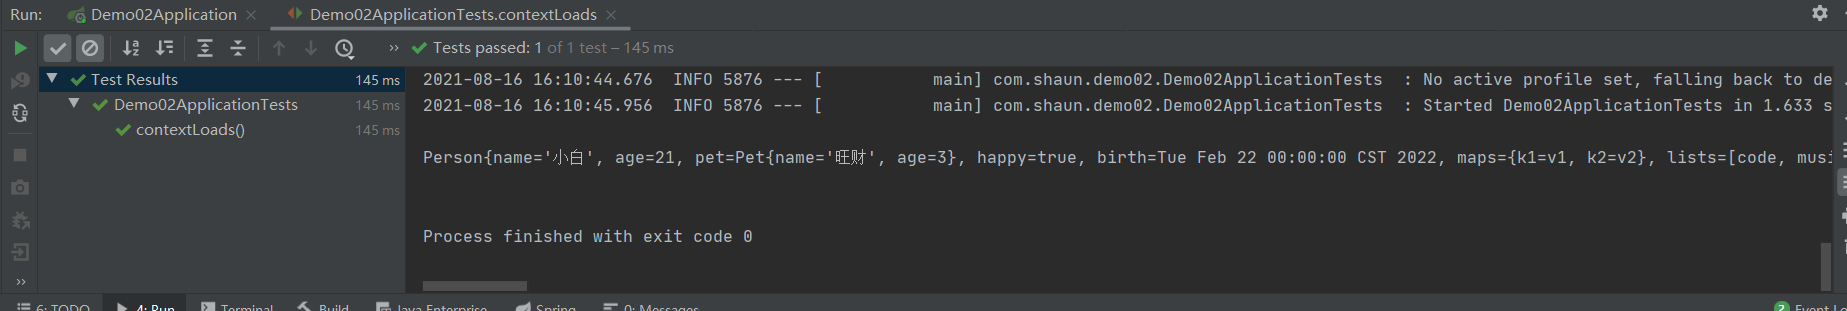 Run: Demo02Application × Demo02ApplicationTests.contextLoads ×
>> Tests passed: 1 of 1 test – 145 ms
Test Results 145 ms
Demo02ApplicationTests 145 ms
contextLoads() 145 ms
2021-08-16 16:10:44.676  INFO 5876 --- [           main] com.shaun.demo02.Demo02ApplicationTests  : No active profile set, falling back to de
2021-08-16 16:10:45.956  INFO 5876 --- [           main] com.shaun.demo02.Demo02ApplicationTests  : Started Demo02ApplicationTests in 1.633 s
Person{name='小白', age=21, pet=Pet{name='旺财', age=3}, happy=true, birth=Tue Feb 22 00:00:00 CST 2022, maps={k1=v1, k2=v2}, lists=[code, musi
Process finished with exit code 0
>>
6: TODO 4: Run Terminal Build Java Enterprise Spring 0: Messages 2 Event Lo